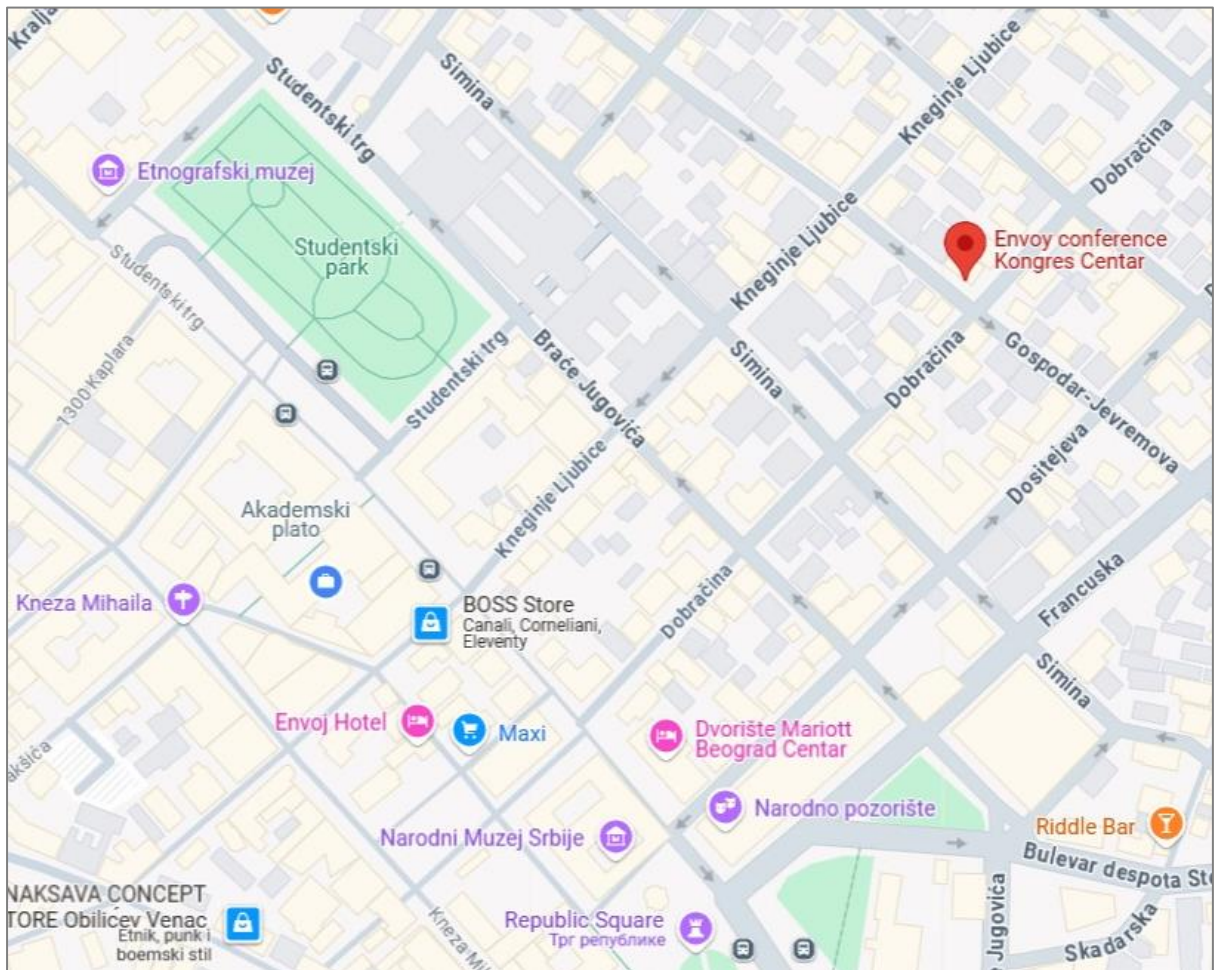 Kralja
Studentski trg
Simina
Kneginje Ljubice
Dobračina
Etnografski muzej
Studentski
park
Envoy conference
Kongres Centar
Kneginje Ljubice
Studentski trg
1300 Kaplara
Studentski trg
Braće Jugovića
Simina
Dobračina
Gospodar-Jevremova
Dositejeva
Kneginje Ljubice
Akademski
plato
Francuska
Kneza Mihaila
BOSS Store
Canali, Corneliani,
Eleventy
Dobračina
Simina
Envoj Hotel
Maxi
Dvorište Mariott
Beograd Centar
akšića
Narodno pozorište
Narodni Muzej Srbije
Riddle Bar
Bulevar despota Ste
NAKSAVA CONCEPT
TORE Obilićev Venac
Etnik, punk i
boemski stil
Kneza Mi
Republic Square
Трг републике
Jugovića
Skadarska